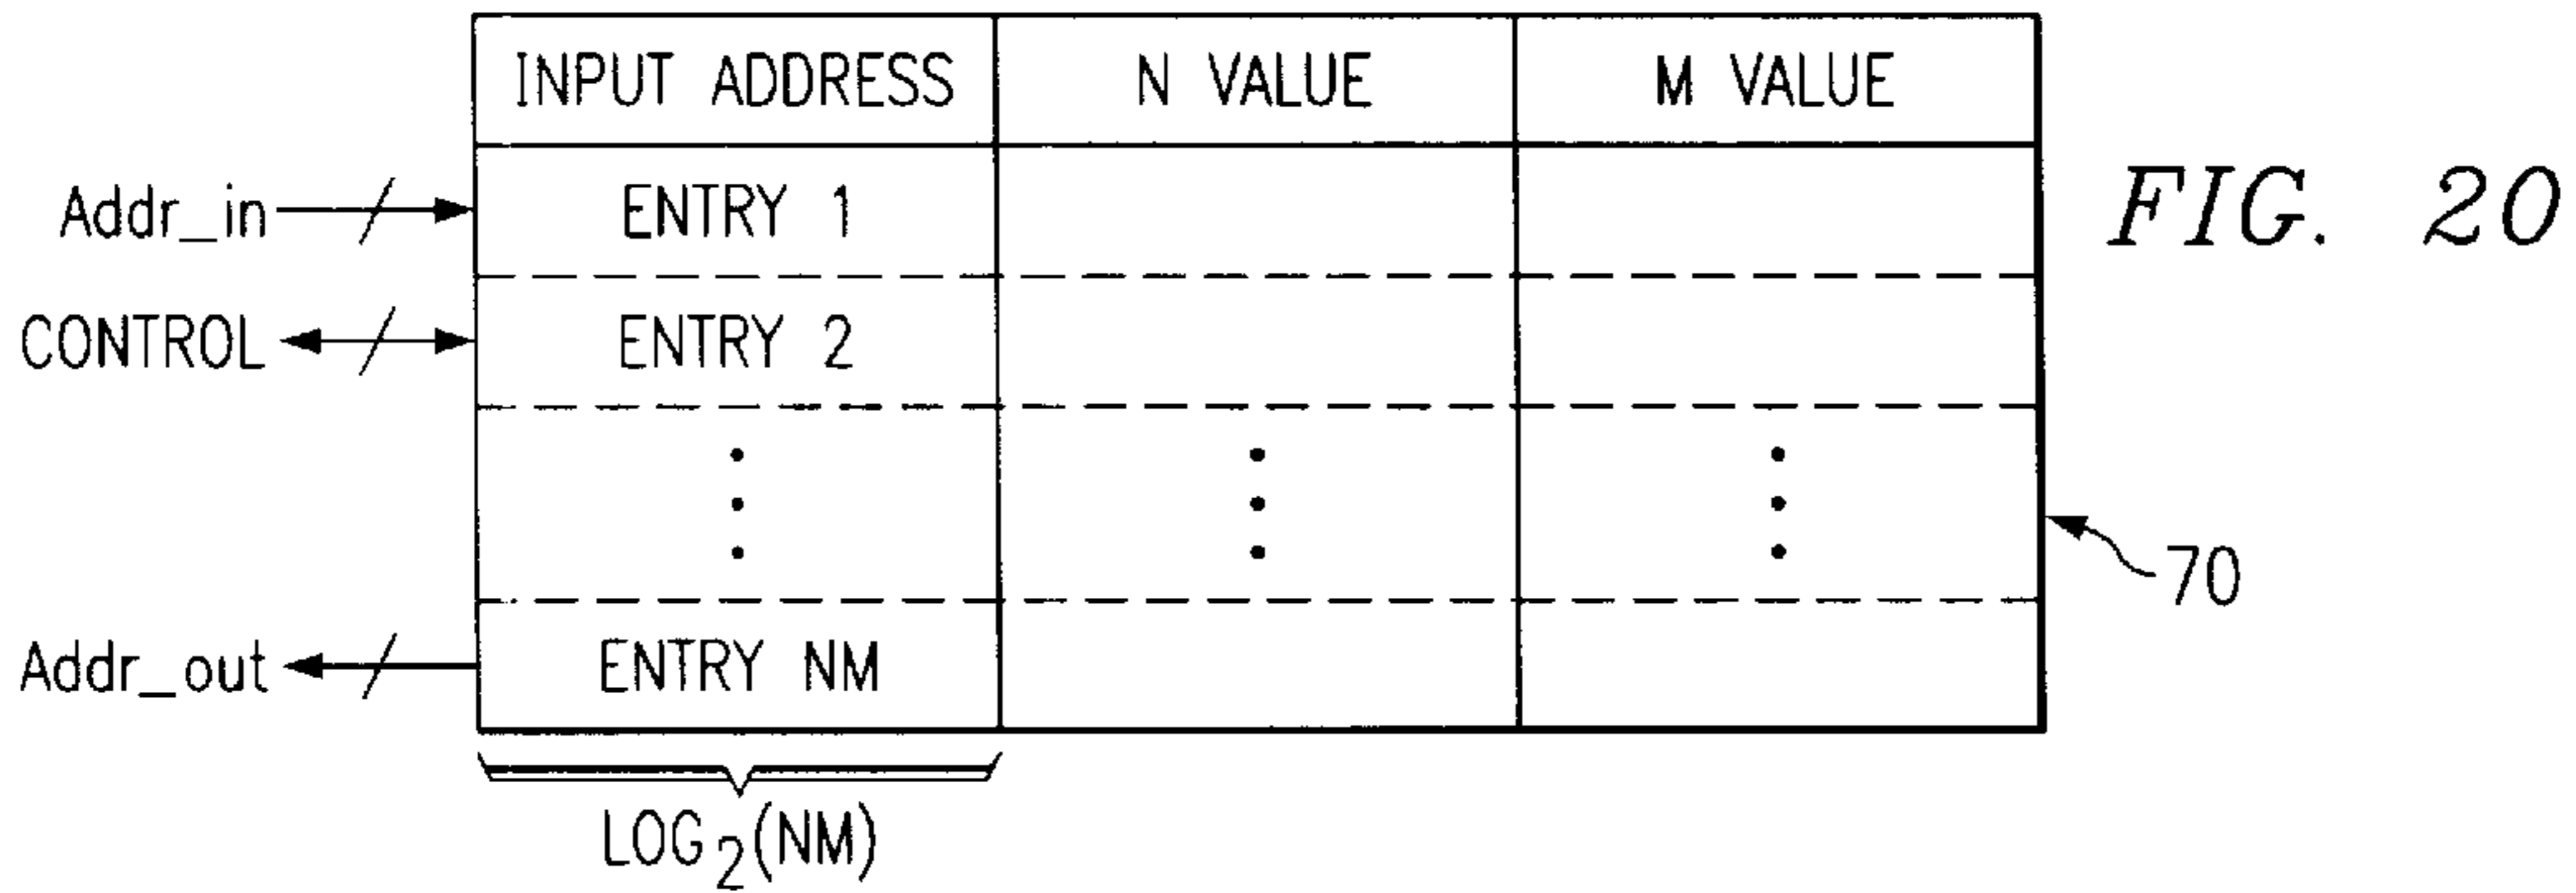 INPUT ADDRESS N VALUE M VALUE
Addr_in ENTRY 1
FIG. 20
CONTROL ENTRY 2
70
Addr_out ENTRY NM
LOG2(NM)